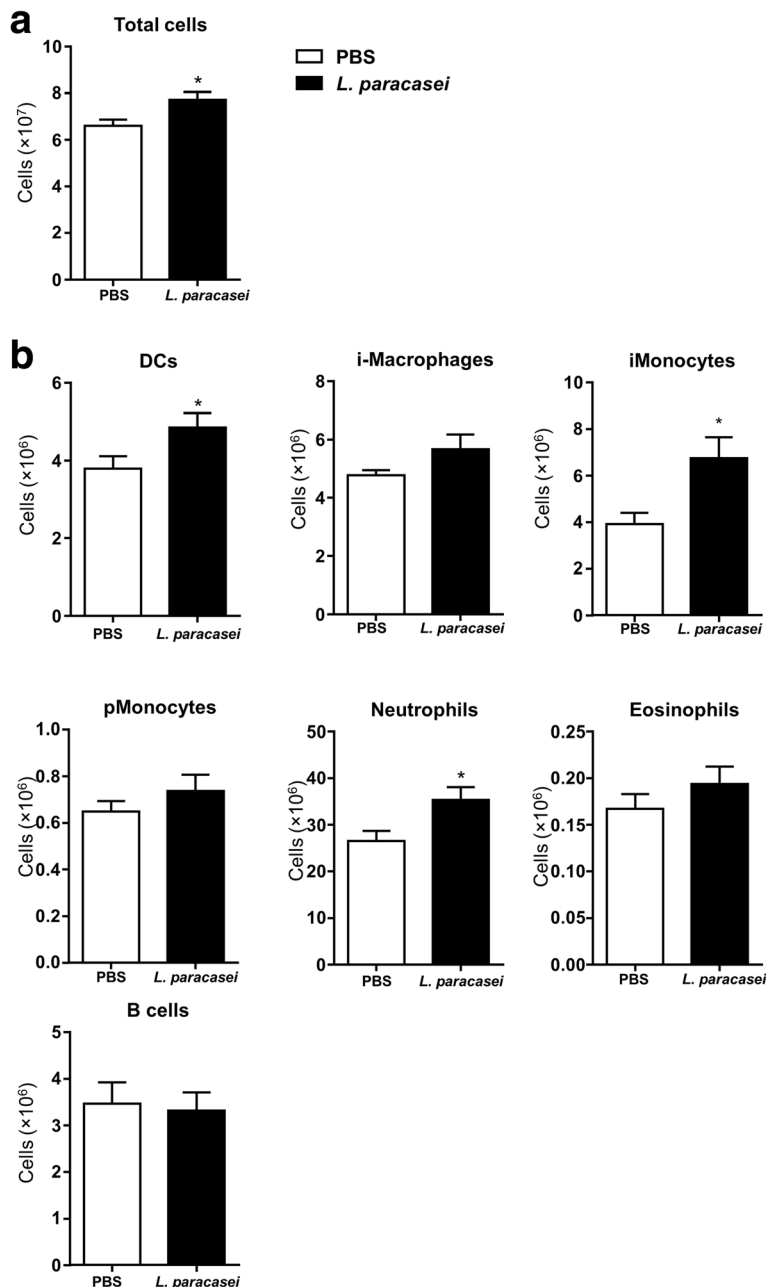 a
Total cells
PBS
L. paracasei
Cells (×10⁷)
10
8
6
4
2
0
*
PBS L. paracasei
b
DCs
Cells (×10⁶)
6
4
2
0
*
PBS L. paracasei
i-Macrophages
Cells (×10⁶)
8
6
4
2
0
PBS L. paracasei
iMonocytes
Cells (×10⁶)
10
8
6
4
2
0
*
PBS L. paracasei
pMonocytes
Cells (×10⁶)
1.0
0.8
0.6
0.4
0.2
0.0
PBS L. paracasei
Neutrophils
Cells (×10⁶)
50
40
30
20
10
0
*
PBS L. paracasei
Eosinophils
Cells (×10⁶)
0.25
0.20
0.15
0.10
0.05
0.00
PBS L. paracasei
B cells
Cells (×10⁶)
5
4
3
2
1
0
PBS L. paracasei